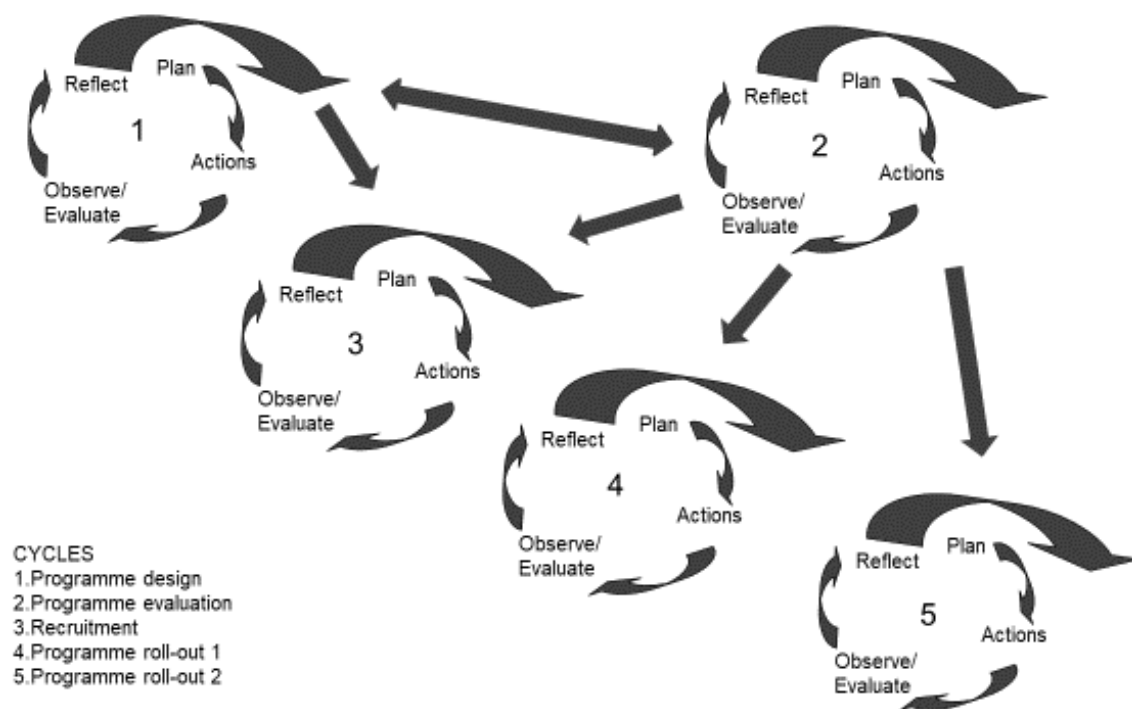 Reflect
Plan
1
Actions
Observe/
Evaluate
Reflect
Plan
2
Actions
Observe/
Evaluate
Reflect
Plan
3
Actions
Observe/
Evaluate
Reflect
Plan
4
Actions
Observe/
Evaluate
Reflect
Plan
5
Actions
Observe/
Evaluate
CYCLES
1.Programme design
2.Programme evaluation
3.Recruitment
4.Programme roll-out 1
5.Programme roll-out 2